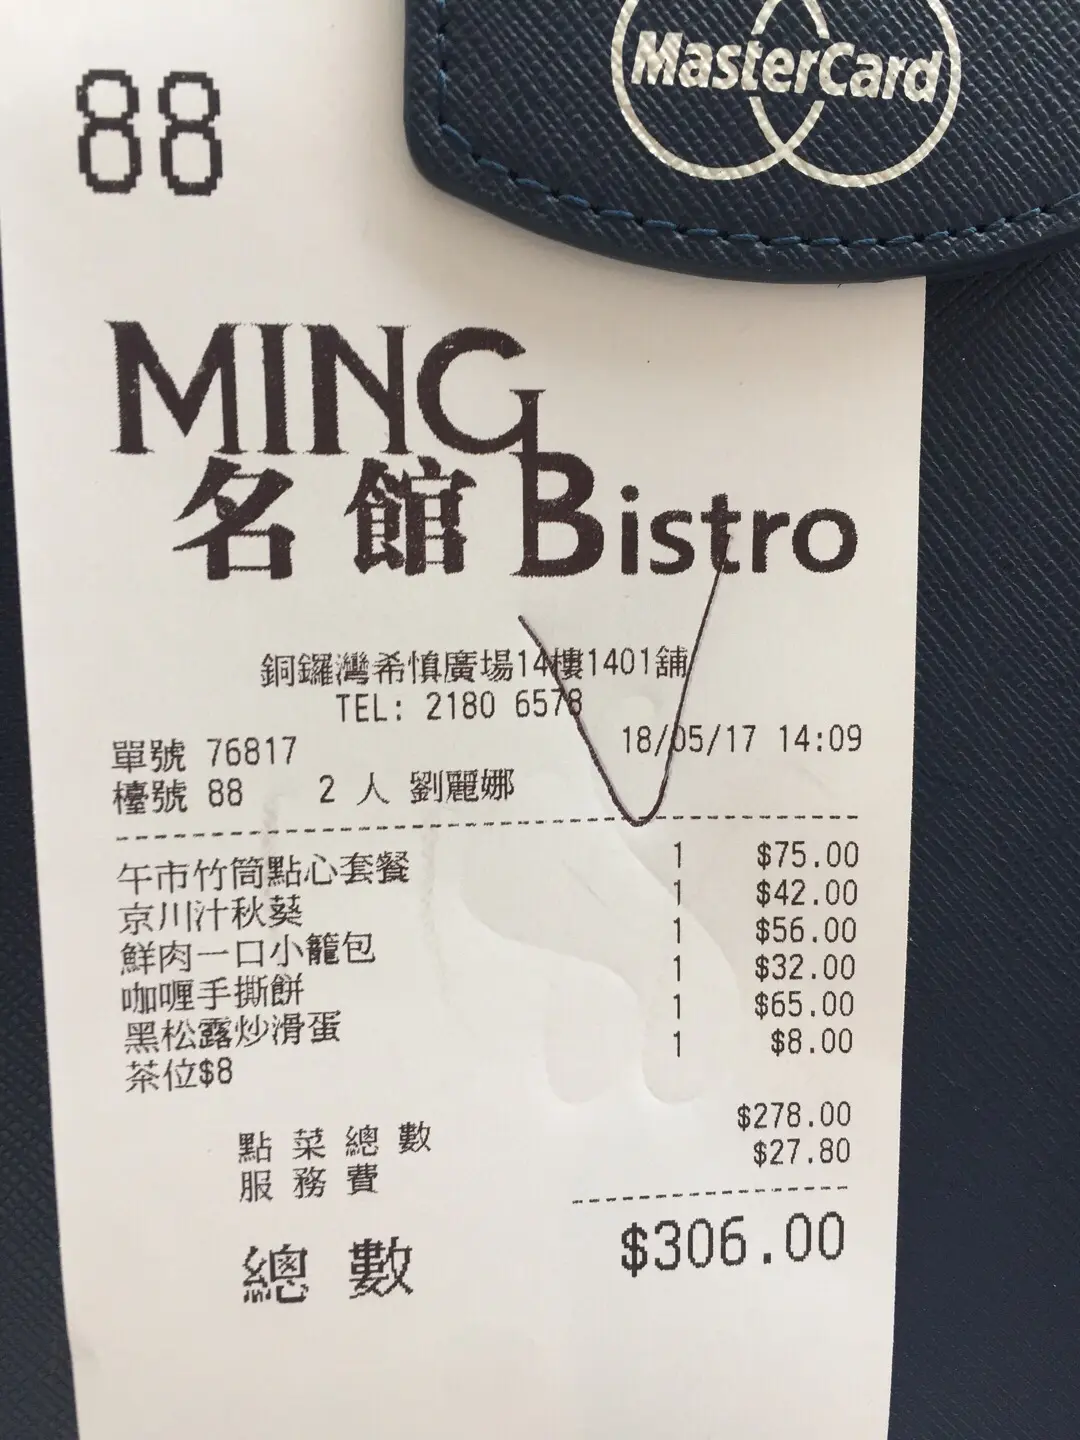 MasterCard
88
MING
名館 Bistro
銅鑼灣希慎廣場14樓1401舖
TEL: 2180 6578
單號 76817 18/05/17 14:09
檯號 88 2 人 劉麗娜
午市竹筒點心套餐 1 $75.00
京川汁秋葵 1 $42.00
鮮肉一口小籠包 1 $56.00
咖喱手撕餅 1 $32.00
黑松露炒滑蛋 1 $65.00
茶位$8 1 $8.00
點菜總數 $278.00
服務費 $27.80
總數 $306.00